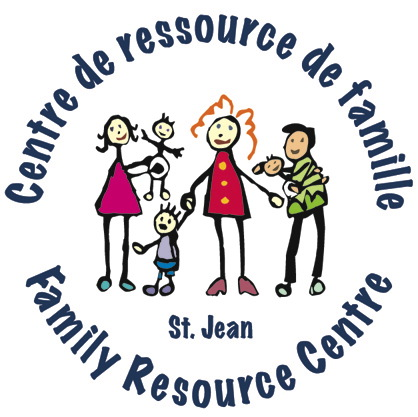 Centre de ressource de famille
St. Jean
Family Resource Centre